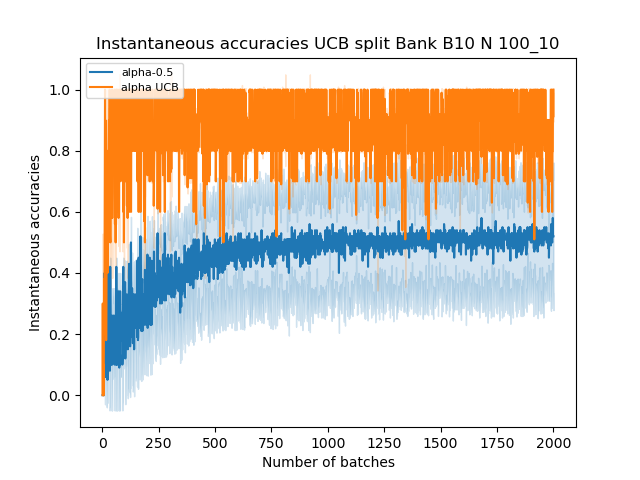 Instantaneous accuracies UCB split Bank B10 N 100_10
alpha-0.5
alpha UCB
1.0
0.8
0.6
0.4
0.2
0.0
Instantaneous accuracies
0 250 500 750 1000 1250 1500 1750 2000
Number of batches